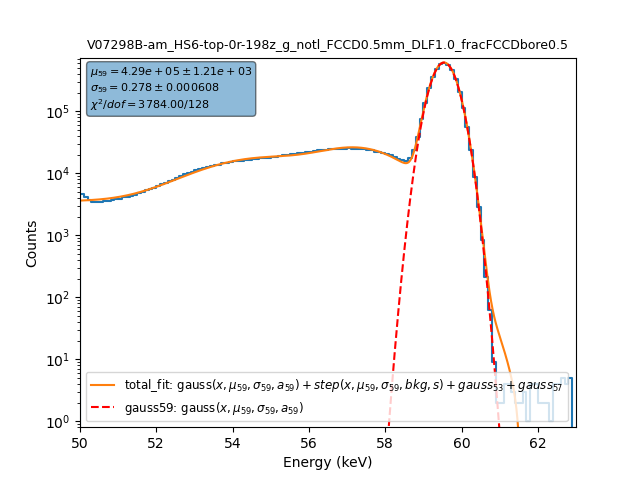 V07298B-am_HS6-top-0r-198z_g_notl_FCCD0.5mm_DLF1.0_fracFCCDbore0.5
μ₅₉ = 4.29e + 05 ± 1.21e + 03
σ₅₉ = 0.278 ± 0.000608
χ²/dof = 3784.00/128
Counts
10⁵
10⁴
10³
10²
10¹
10⁰
total_fit: gauss(x, μ₅₉, σ₅₉, a₅₉) + step(x, μ₅₉, σ₅₉, bkg, s) + gauss₅₃ + gauss₅₇
gauss59: gauss(x, μ₅₉, σ₅₉, a₅₉)
50 52 54 56 58 60 62
Energy (keV)